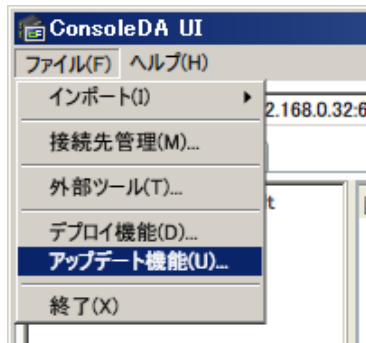 ConsoleDA UI
ファイル(F) ヘルプ(H)
インポート(I)
2.168.0.32:6
接続先管理(M)...
外部ツール(T)...
t
デプロイ機能(D)...
アップデート機能(U)...
終了(X)